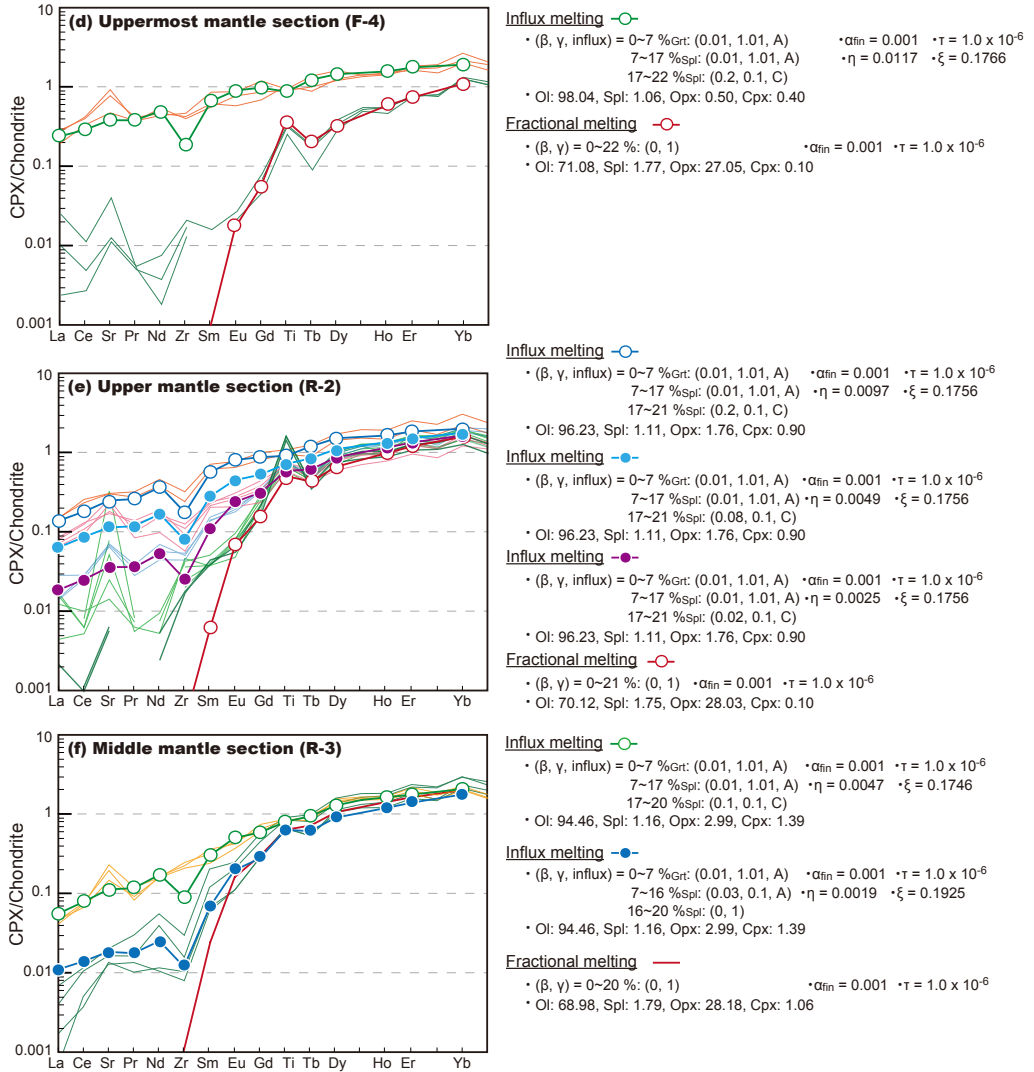 (d) Uppermost mantle section (F-4)
CPX/Chondrite
10
1
0.1
0.01
0.001
La Ce Sr Pr Nd Zr Sm Eu Gd Ti Tb Dy Ho Er Yb
Influx melting
・(β, γ, influx) = 0~7 %Grt: (0.01, 1.01, A) •αfin = 0.001 •τ = 1.0 x 10-6
7~17 %Spl: (0.01, 1.01, A) •η = 0.0117 •ξ = 0.1766
17~22 %Spl: (0.2, 0.1, C)
• Ol: 98.04, Spl: 1.06, Opx: 0.50, Cpx: 0.40
Fractional melting
・(β, γ) = 0~22 %: (0, 1) •αfin = 0.001 •τ = 1.0 x 10-6
・Ol: 71.08, Spl: 1.77, Opx: 27.05, Cpx: 0.10
(e) Upper mantle section (R-2)
CPX/Chondrite
10
1
0.1
0.01
0.001
La Ce Sr Pr Nd Zr Sm Eu Gd Ti Tb Dy Ho Er Yb
Influx melting
・(β, γ, influx) = 0~7 %Grt: (0.01, 1.01, A) •αfin = 0.001 •τ = 1.0 x 10-6
7~17 %Spl: (0.01, 1.01, A) •η = 0.0097 •ξ = 0.1756
17~21 %Spl: (0.2, 0.1, C)
• Ol: 96.23, Spl: 1.11, Opx: 1.76, Cpx: 0.90
Influx melting
・(β, γ, influx) = 0~7 %Grt: (0.01, 1.01, A) •αfin = 0.001 •τ = 1.0 x 10-6
7~17 %Spl: (0.01, 1.01, A) •η = 0.0049 •ξ = 0.1756
17~21 %Spl: (0.08, 0.1, C)
• Ol: 96.23, Spl: 1.11, Opx: 1.76, Cpx: 0.90
Influx melting
・(β, γ, influx) = 0~7 %Grt: (0.01, 1.01, A) •αfin = 0.001 •τ = 1.0 x 10-6
7~17 %Spl: (0.01, 1.01, A) •η = 0.0025 •ξ = 0.1756
17~21 %Spl: (0.02, 0.1, C)
• Ol: 96.23, Spl: 1.11, Opx: 1.76, Cpx: 0.90
Fractional melting
・(β, γ) = 0~21 %: (0, 1) •αfin = 0.001 •τ = 1.0 x 10-6
・Ol: 70.12, Spl: 1.75, Opx: 28.03, Cpx: 0.10
(f) Middle mantle section (R-3)
CPX/Chondrite
10
1
0.1
0.01
0.001
La Ce Sr Pr Nd Zr Sm Eu Gd Ti Tb Dy Ho Er Yb
Influx melting
・(β, γ, influx) = 0~7 %Grt: (0.01, 1.01, A) •αfin = 0.001 •τ = 1.0 x 10-6
7~17 %Spl: (0.01, 1.01, A) •η = 0.0047 •ξ = 0.1746
17~20 %Spl: (0.1, 0.1, C)
• Ol: 94.46, Spl: 1.16, Opx: 2.99, Cpx: 1.39
Influx melting
・(β, γ, influx) = 0~7 %Grt: (0.01, 1.01, A) •αfin = 0.001 •τ = 1.0 x 10-6
7~16 %Spl: (0.03, 0.1, A) •η = 0.0019 •ξ = 0.1925
16~20 %Spl: (0, 1)
• Ol: 94.46, Spl: 1.16, Opx: 2.99, Cpx: 1.39
Fractional melting
・(β, γ) = 0~20 %: (0, 1) •αfin = 0.001 •τ = 1.0 x 10-6
・Ol: 68.98, Spl: 1.79, Opx: 28.18, Cpx: 1.06